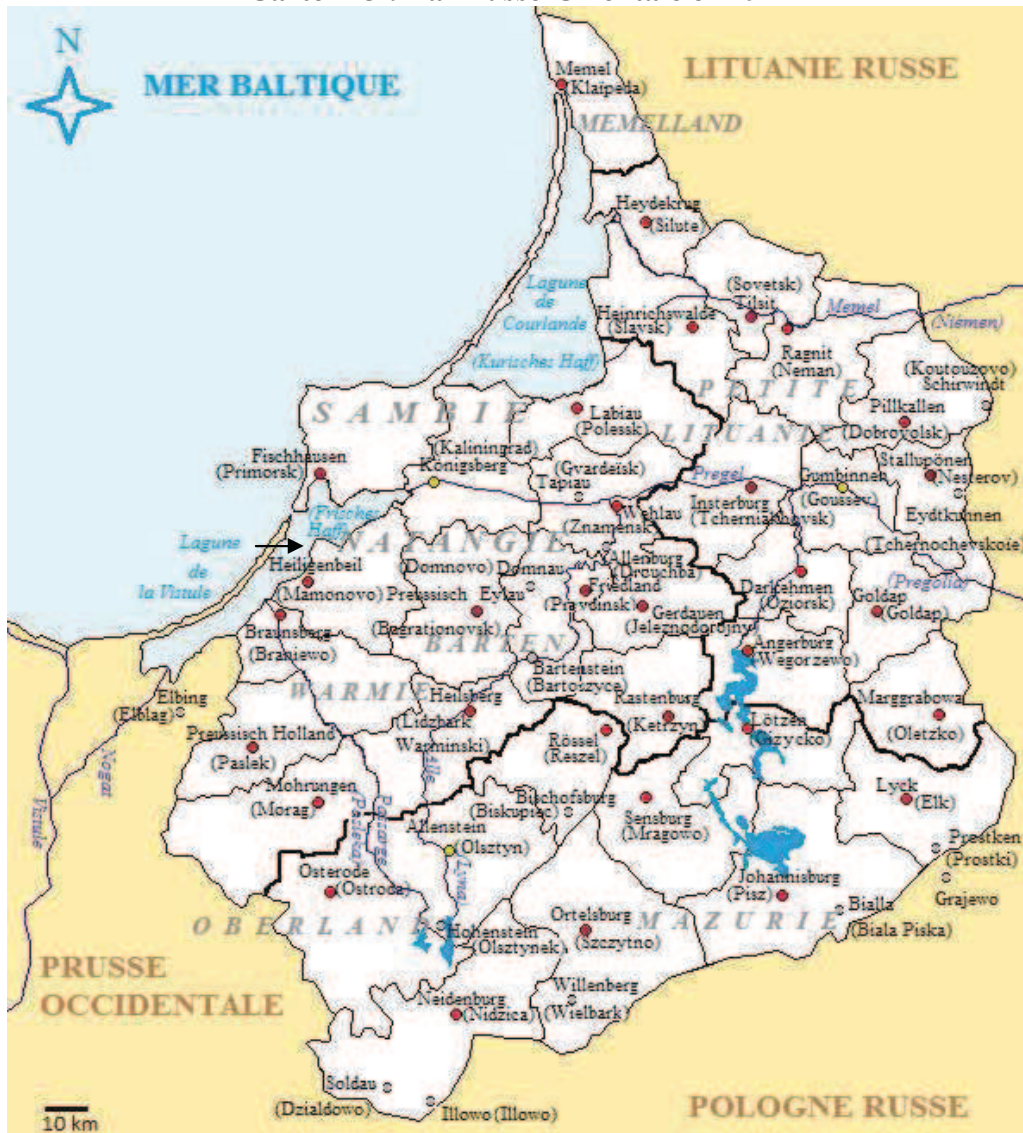 N
MER BALTIQUE
LITUANIE RUSSE
Memel
(Klaipeda)
MEMELLAND
Heydekrug
(Silute)
Lagune
de
Courlande
(Kurisches Haff)
(Sovetsk)
Tilsit
Heinrichswalde
(Slavsk)
Memel
(Niémen)
Ragnit
(Neman)
(Koutouzovo)
Schirwindt
PETITE
LITUANIE
Pillkallen
(Dobrovolsk)
SAMBIE
Labiau
(Polessk)
(Kaliningrad)
Königsberg
Fischhausen
(Primorsk)
(Gvardeisk)
Tapiau
Pregel
Gumbinnen
(Goussev)
Stallupönen
(Nesterov)
Insterburg
(Tcherniakhovsk)
Wehlau
(Znamensk)
Eydtkuhnen
(Tchernochevskoïe)
(Frisches
Haff)
Lagune
de
la Vistule
NATANGIE
Heiligenbeil
(Mamonovo)
(Domnovo)
Domnau
Allenburg
(Drouchba)
Friedland
(Pravdinsk)
Preussisch Eylau
(Bagrationovsk)
Gerdauen
(Jeleznodorojny)
Darkehmen
(Oziorsk)
(Pregolia)
Goldap
(Goldap)
Braunsberg
(Braniewo)
BARTEN
Bartenstein
(Bartoszyce)
Angerburg
(Wegorzewo)
WARMIE
Heilsberg
(Lidzbark
Warminski)
Elbing
(Elblag)
Rastenburg
(Ketrzyn)
Lötzen
(Gizycko)
Marggrabowa
(Oletzko)
Preussisch Holland
(Paslek)
Rössel
(Reszel)
Nogat
Vistule
Alle
Mohrungen
(Morag)
Passarge
Bischofsburg
(Biskupiec)
Sensburg
(Mragowo)
Lyck
(Elk)
Allenstein
(Olsztyn)
Lyna
Prostken
(Prostki)
Grajewo
Osterode
(Ostroda)
Johannisburg
(Pisz)
Bialla
(Biala Piska)
OBERLAND
Hohenstein
(Olsztynek)
Ortelsburg
(Szczytno)
MAZURIE
PRUSSE
OCCIDENTALE
Neidenburg
(Nidzica)
Willenberg
(Wielbark)
Soldau
(Dzialdowo)
Illowo (Illowo)
POLOGNE RUSSE
10 km